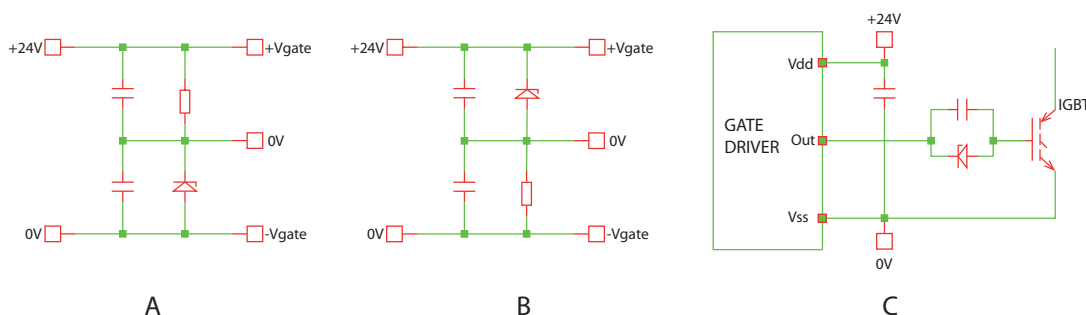 +24V
+Vgate
0V
0V
-Vgate
A
+24V
+Vgate
0V
0V
-Vgate
B
+24V
Vdd
GATE
DRIVER
Out
IGBT
Vss
0V
C